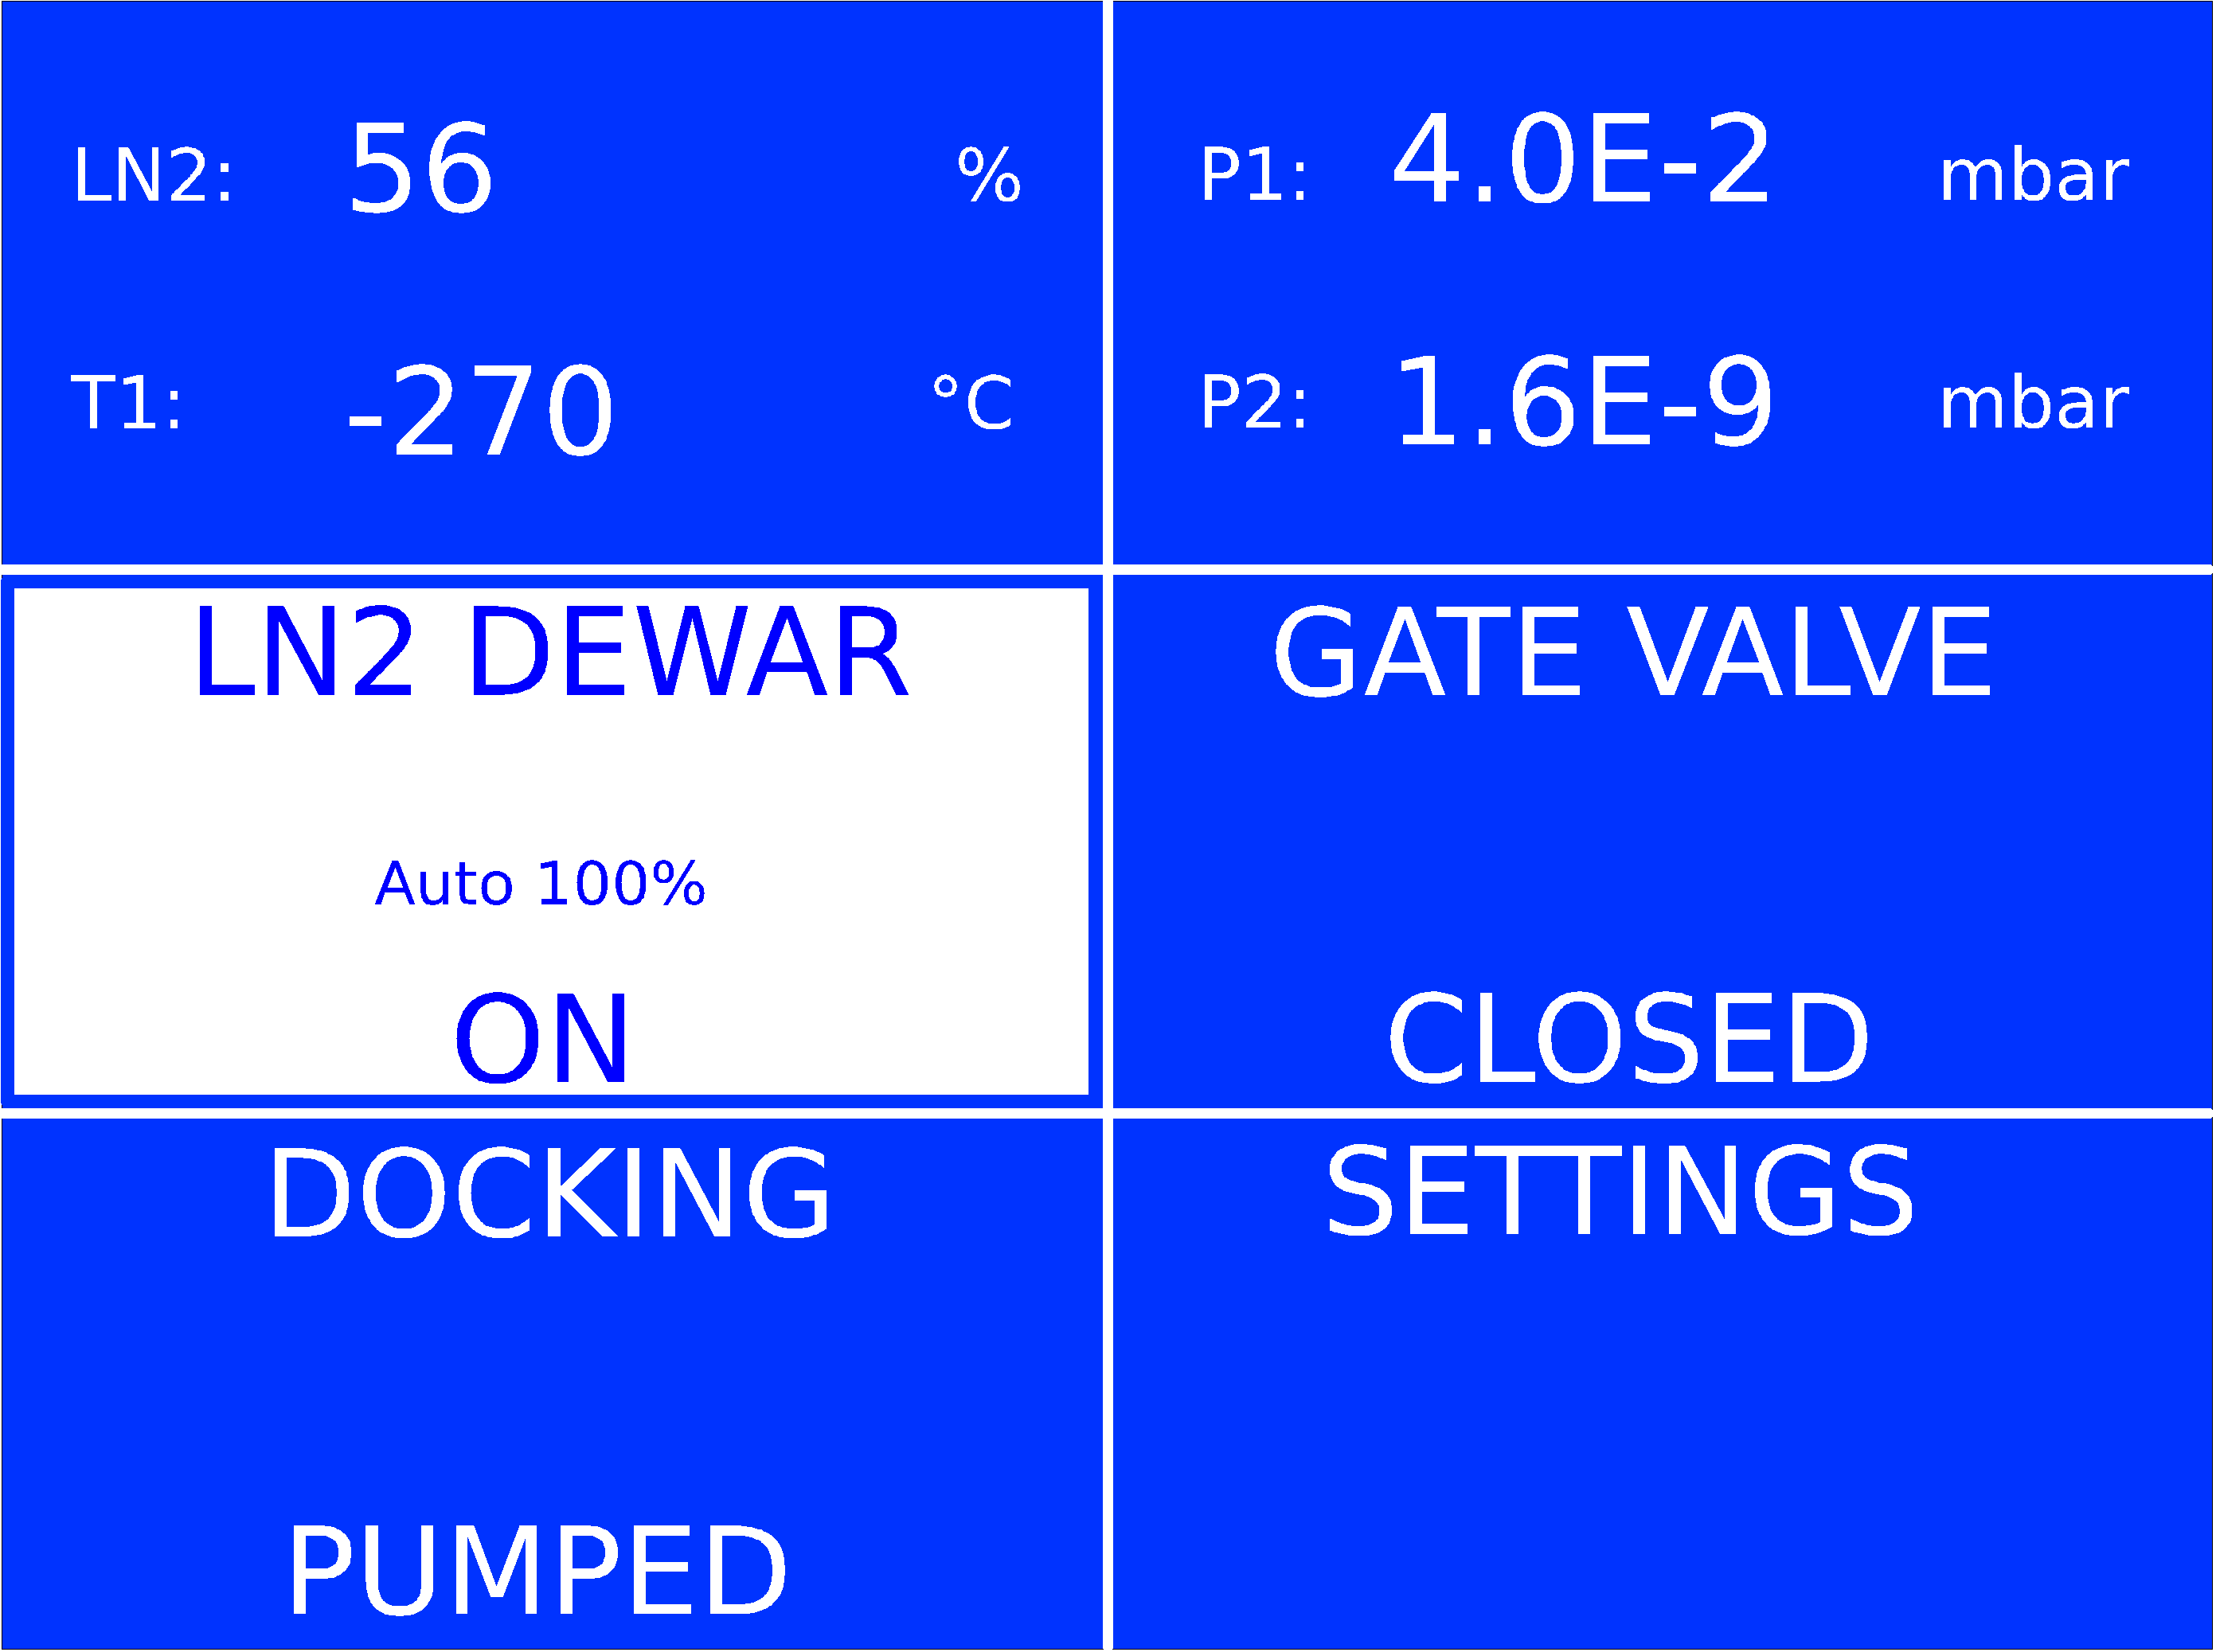 LN2: 56 %
T1: -270 °C
P1: 4.0E-2 mbar
P2: 1.6E-9 mbar
LN2 DEWAR
Auto 100%
ON
GATE VALVE
CLOSED
DOCKING
PUMPED
SETTINGS